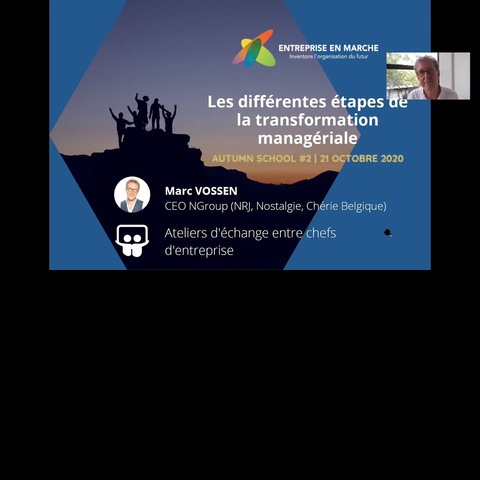 ENTREPRISE EN MARCHE
Inventons l'organisation du futur
Les différentes étapes de
la transformation
managériale
AUTUMN SCHOOL #2 | 21 OCTOBRE 2020
Marc VOSSEN
CEO NGroup (NRJ, Nostalgie, Chérie Belgique)
Ateliers d'échange entre chefs
d'entreprise